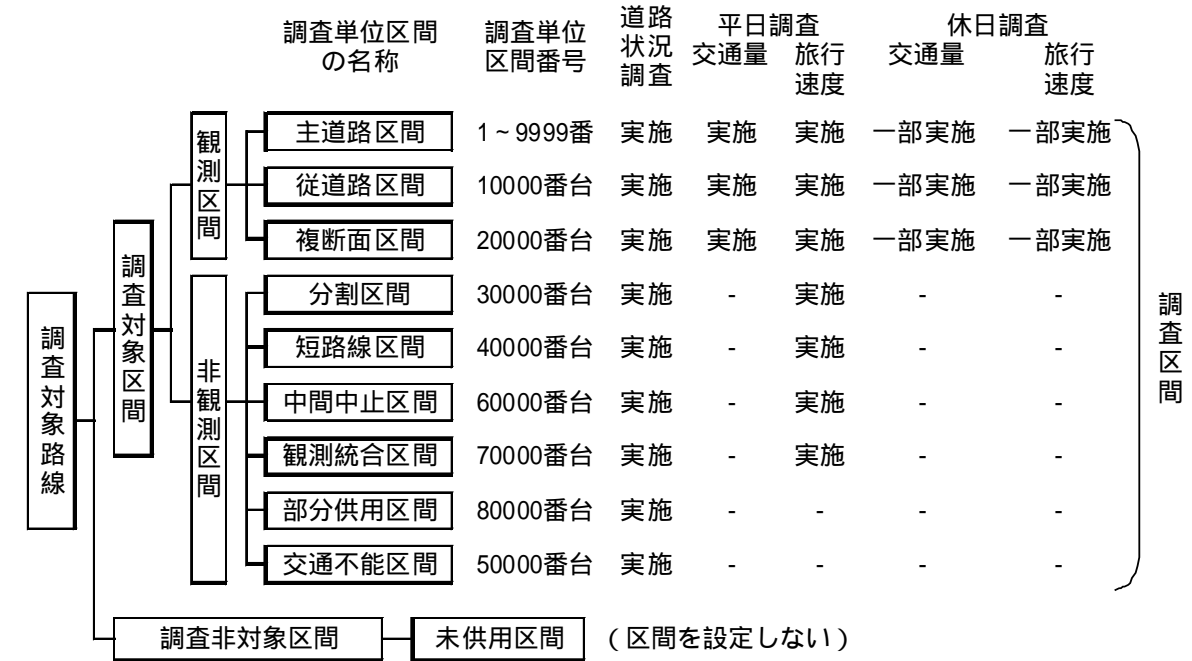 調査単位区間の名称 調査単位区間番号 道路状況調査 平日調査 休日調査
交通量 旅行速度 交通量 旅行速度
調査対象路線
調査対象区間
観測区間
主道路区間 1～9999番 実施 実施 実施 一部実施 一部実施
従道路区間 10000番台 実施 実施 実施 一部実施 一部実施
複断面区間 20000番台 実施 実施 実施 一部実施 一部実施
非観測区間
分割区間 30000番台 実施 - 実施 - -
短路線区間 40000番台 実施 - 実施 - -
中間中止区間 60000番台 実施 - 実施 - -
観測統合区間 70000番台 実施 - 実施 - -
部分供用区間 80000番台 実施 - - - -
交通不能区間 50000番台 実施 - - - -
調査区間
調査非対象区間 未供用区間 （区間を設定しない）